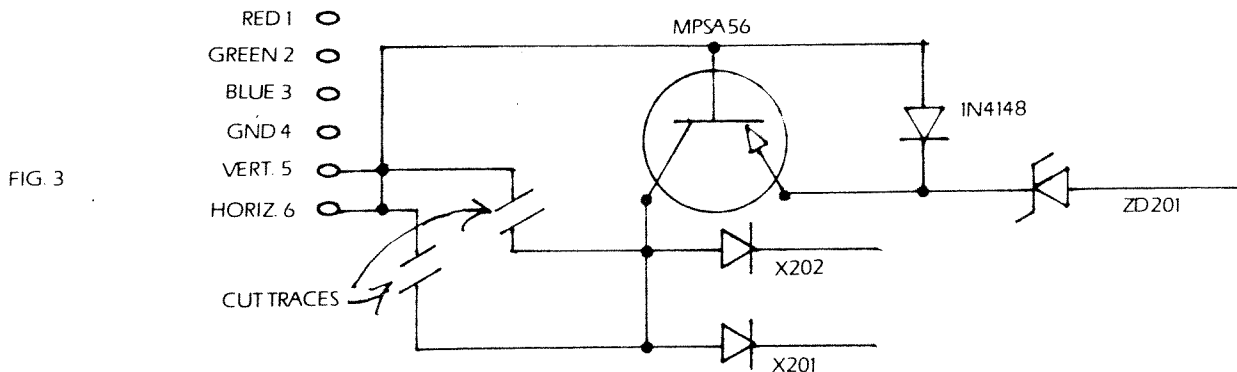 RED 1
MPSA56
GREEN 2
BLUE 3
1N4148
GND 4
FIG. 3
VERT. 5
HORIZ. 6
ZD201
X202
CUT TRACES
X201